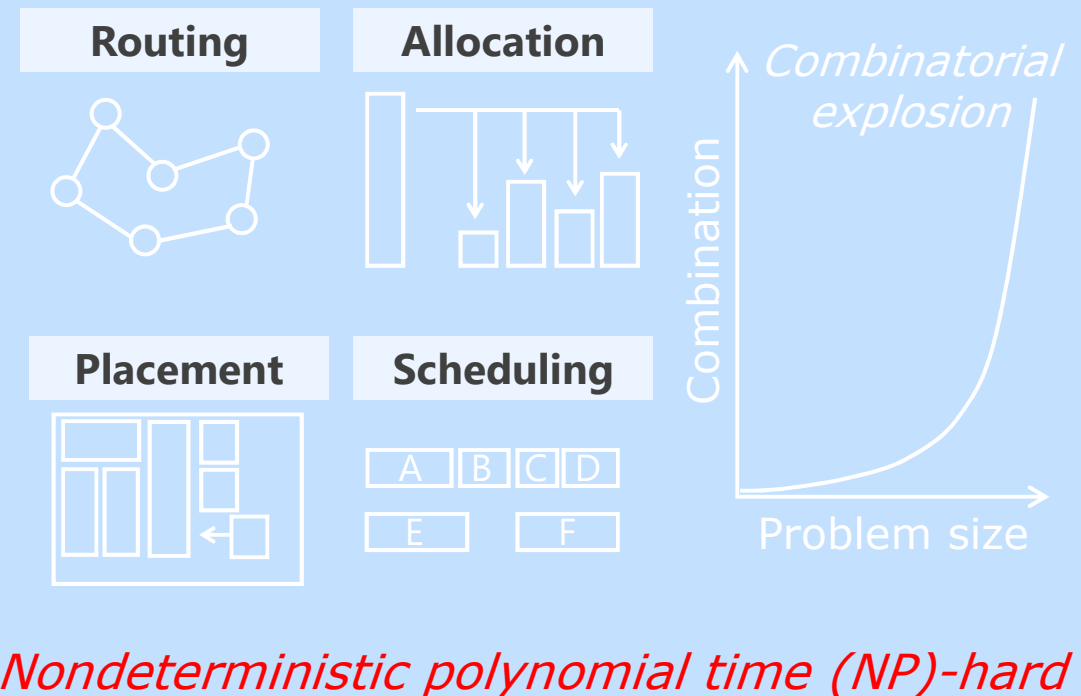 Routing
Allocation
Placement
Scheduling
A B C D
E F
Combinatorial
explosion
Combination
Problem size
Nondeterministic polynomial time (NP)-hard